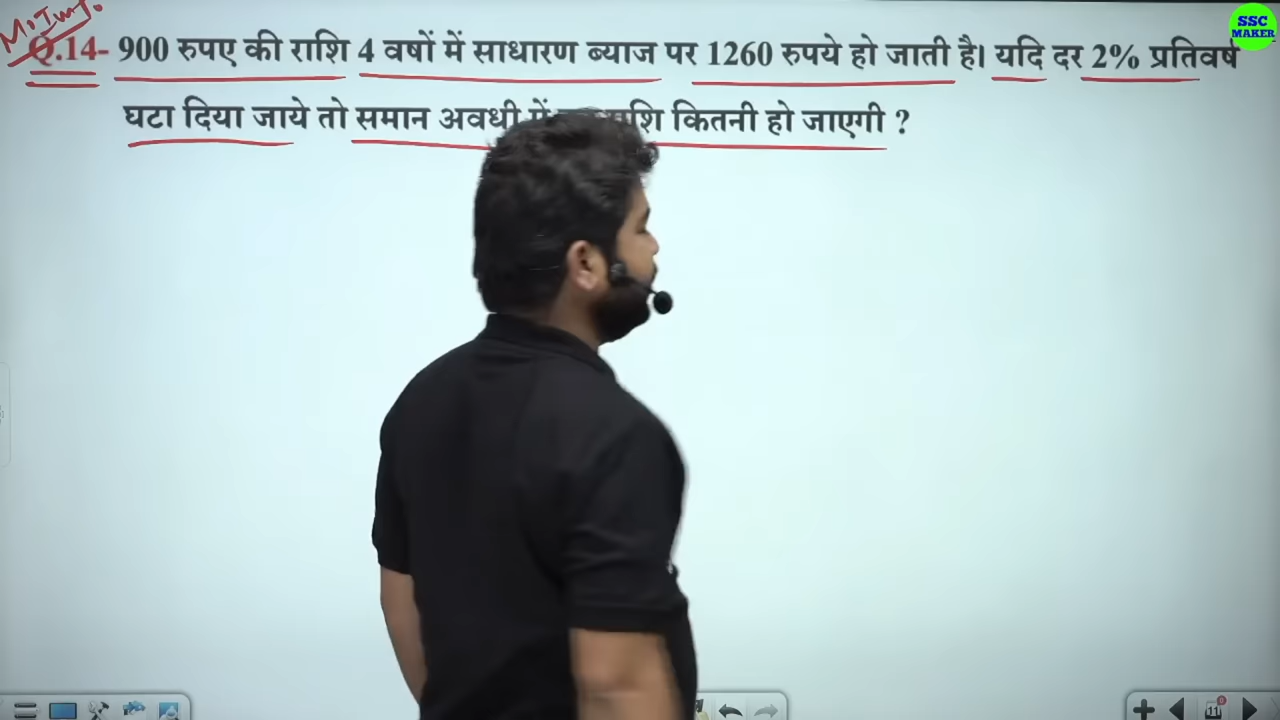 M.Imp.
Q.14- 900 रुपए की राशि 4 वर्षो में साधारण ब्याज पर 1260 रुपये हो जाती है। यदि दर 2% प्रतिवर्ष
घटा दिया जाये तो समान अवधी में राशि कितनी हो जाएगी ?
SSC
MAKER
11